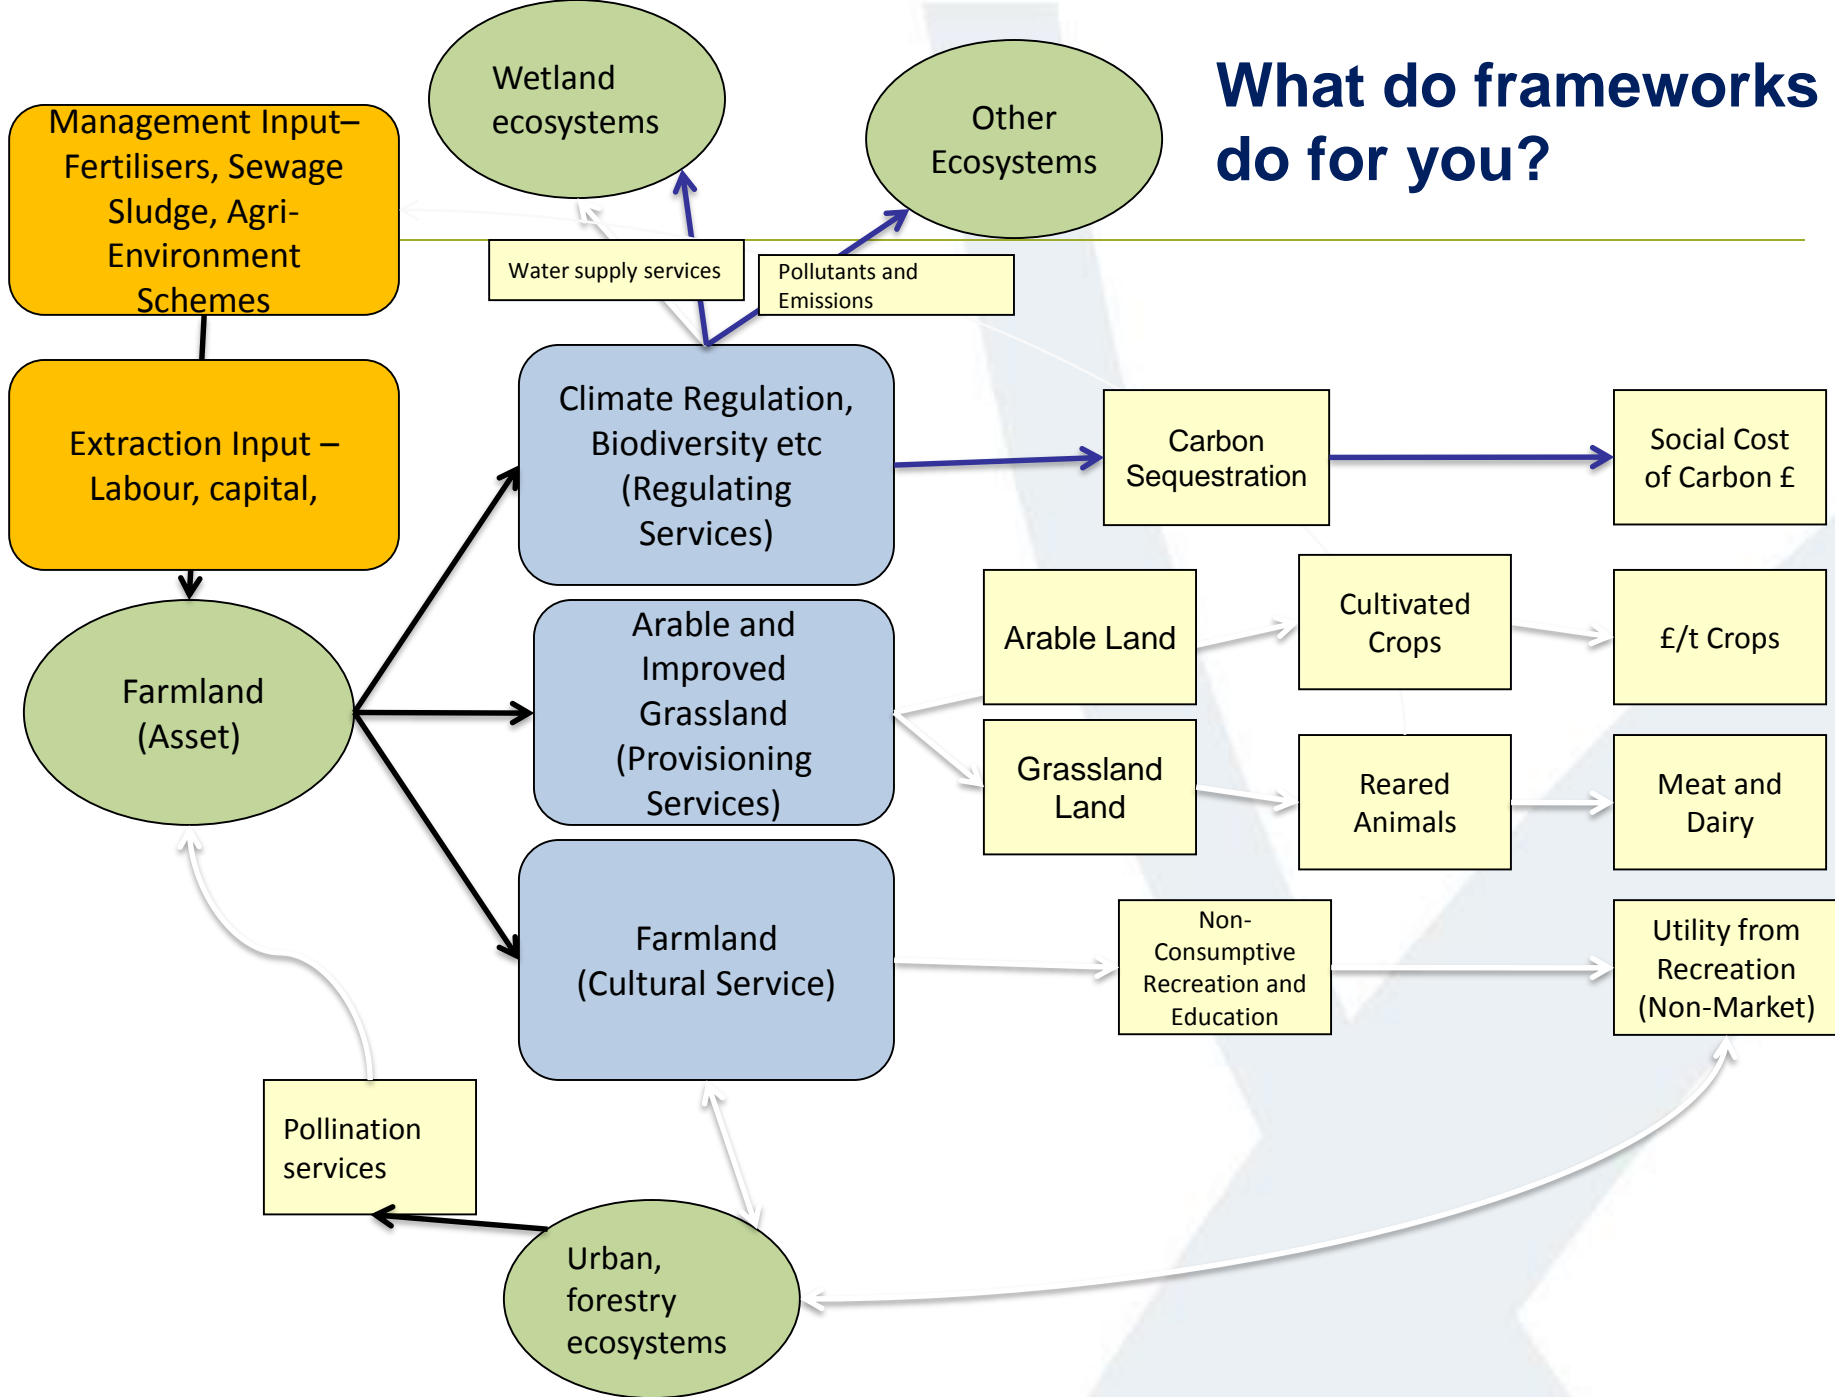 What do frameworks
do for you?
Wetland
ecosystems
Other
Ecosystems
Management Input–
Fertilisers, Sewage
Sludge, Agri-
Environment
Schemes
Water supply services
Pollutants and
Emissions
Extraction Input –
Labour, capital,
Climate Regulation,
Biodiversity etc
(Regulating
Services)
Carbon
Sequestration
Social Cost
of Carbon £
Farmland
(Asset)
Arable and
Improved
Grassland
(Provisioning
Services)
Arable Land
Cultivated
Crops
£/t Crops
Grassland
Land
Reared
Animals
Meat and
Dairy
Farmland
(Cultural Service)
Non-
Consumptive
Recreation and
Education
Utility from
Recreation
(Non-Market)
Pollination
services
Urban,
forestry
ecosystems